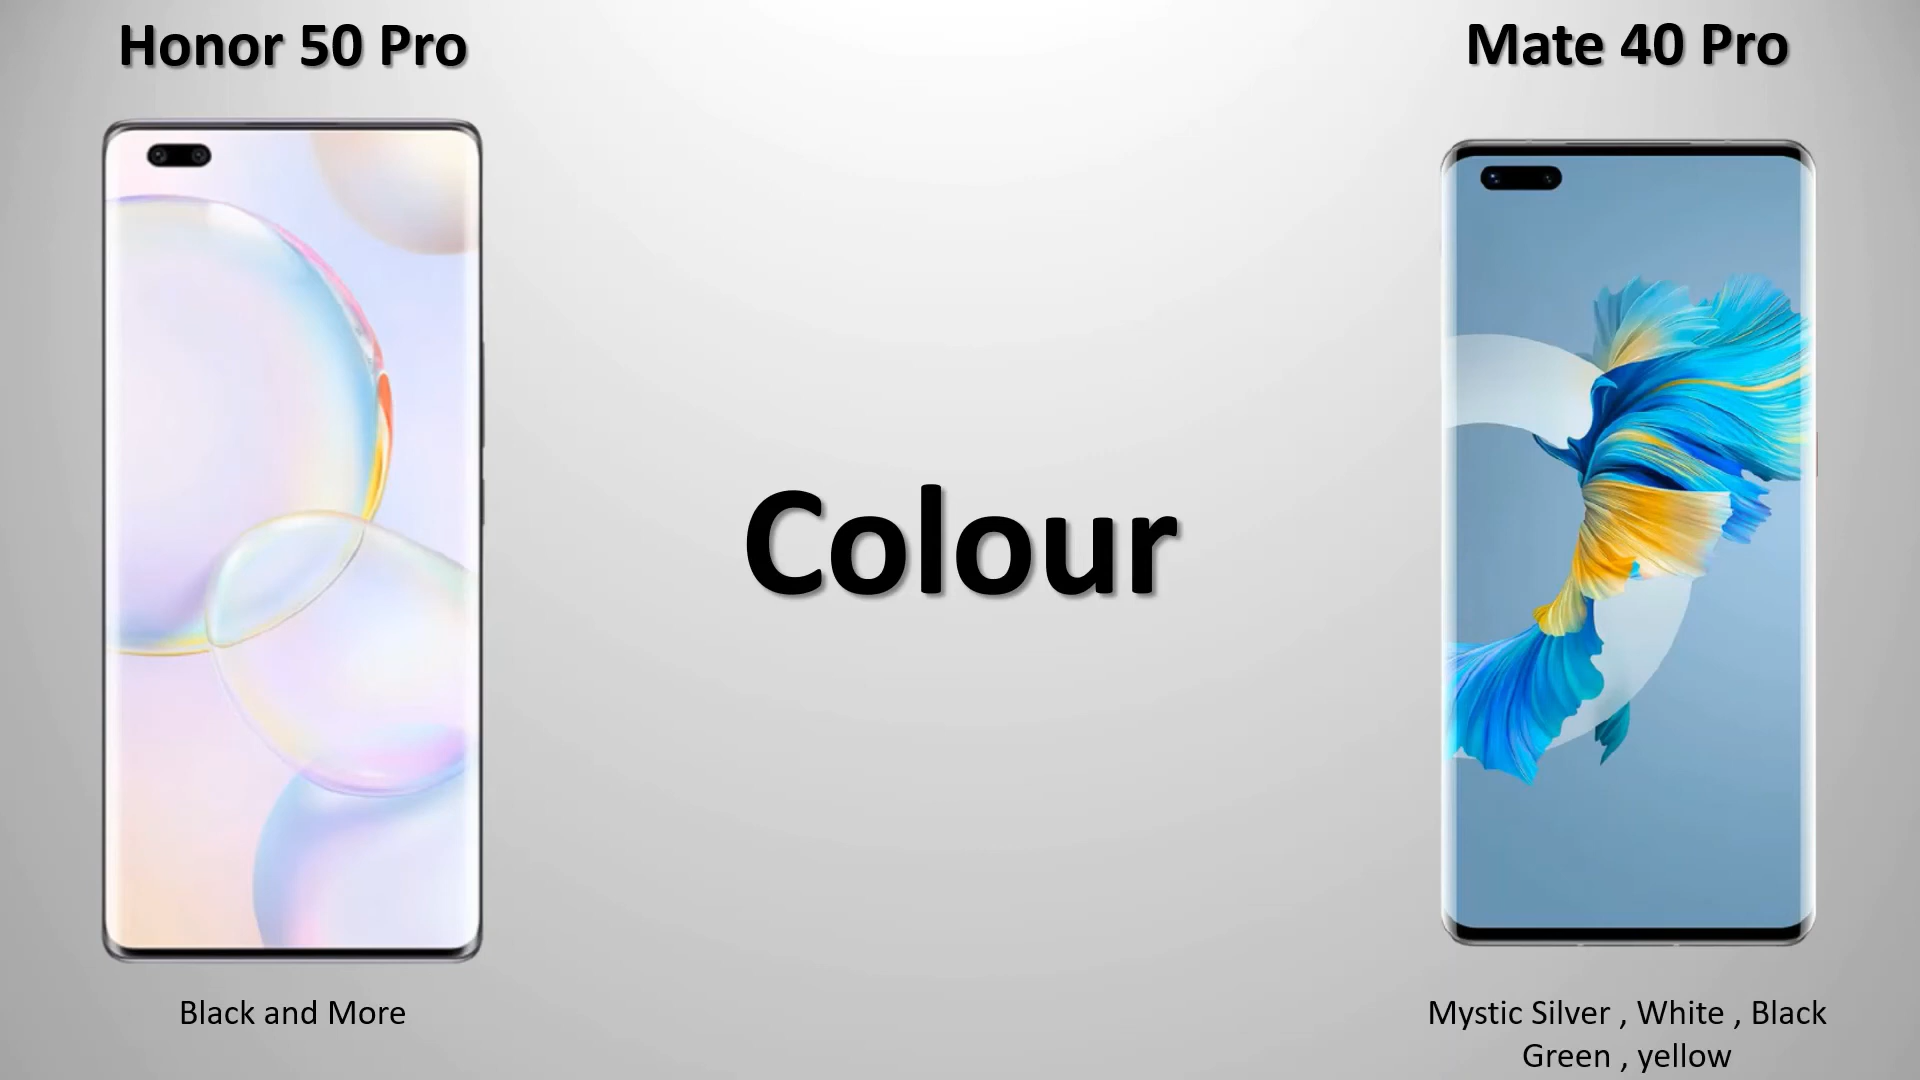 Honor 50 Pro
Mate 40 Pro
Colour
Black and More
Mystic Silver , White , Black
Green , yellow